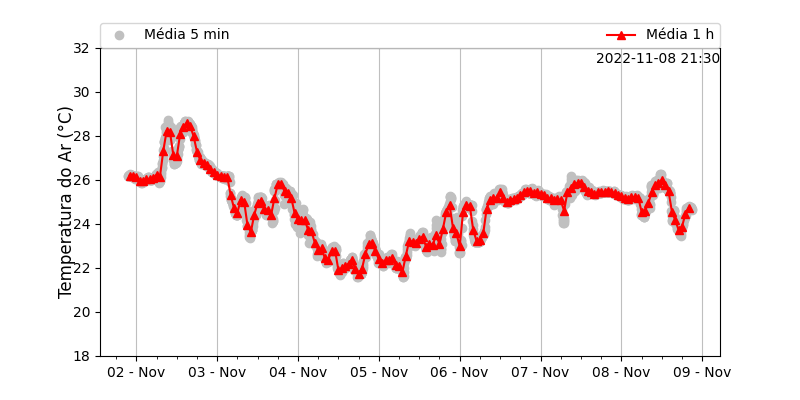 Média 5 min
Média 1 h
2022-11-08 21:30
Temperatura do Ar (°C)
32
30
28
26
24
22
20
18
02 - Nov
03 - Nov
04 - Nov
05 - Nov
06 - Nov
07 - Nov
08 - Nov
09 - Nov